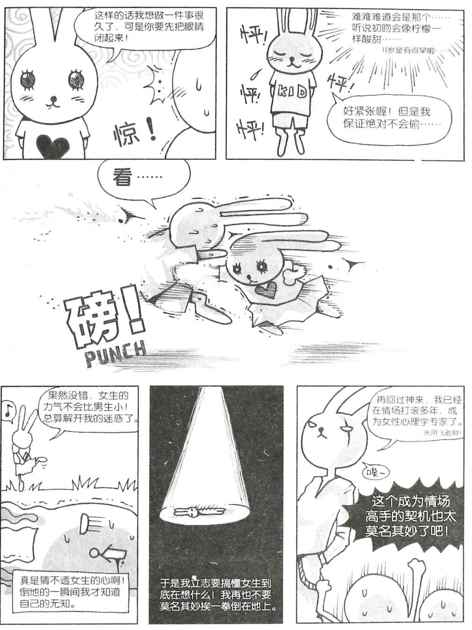 这样的话我想做一件事很
久了，可是你要先把眼睛
闭起来！
惊！
难难难道会是那个……
听说初吻会像柠檬一
样酸甜……
怦！
怦！
怦！
KID
好紧张喔！但是我
保证绝对不会偷……
看……
磅！
PUNCH
果然没错，女生的
力气不会比男生小！
总算解开我的迷惑了。
真是猜不透女生的心啊！
倒地的一瞬间我才知道
自己的无知。
于是我立志要搞懂女生到
底在想什么！我再也不要
莫名其妙挨一拳倒在地上。
再回过神来，我已经
在情场打滚多年，成
为女性心理学专家了。
这个成为情场
高手的契机也太
莫名其妙了吧！